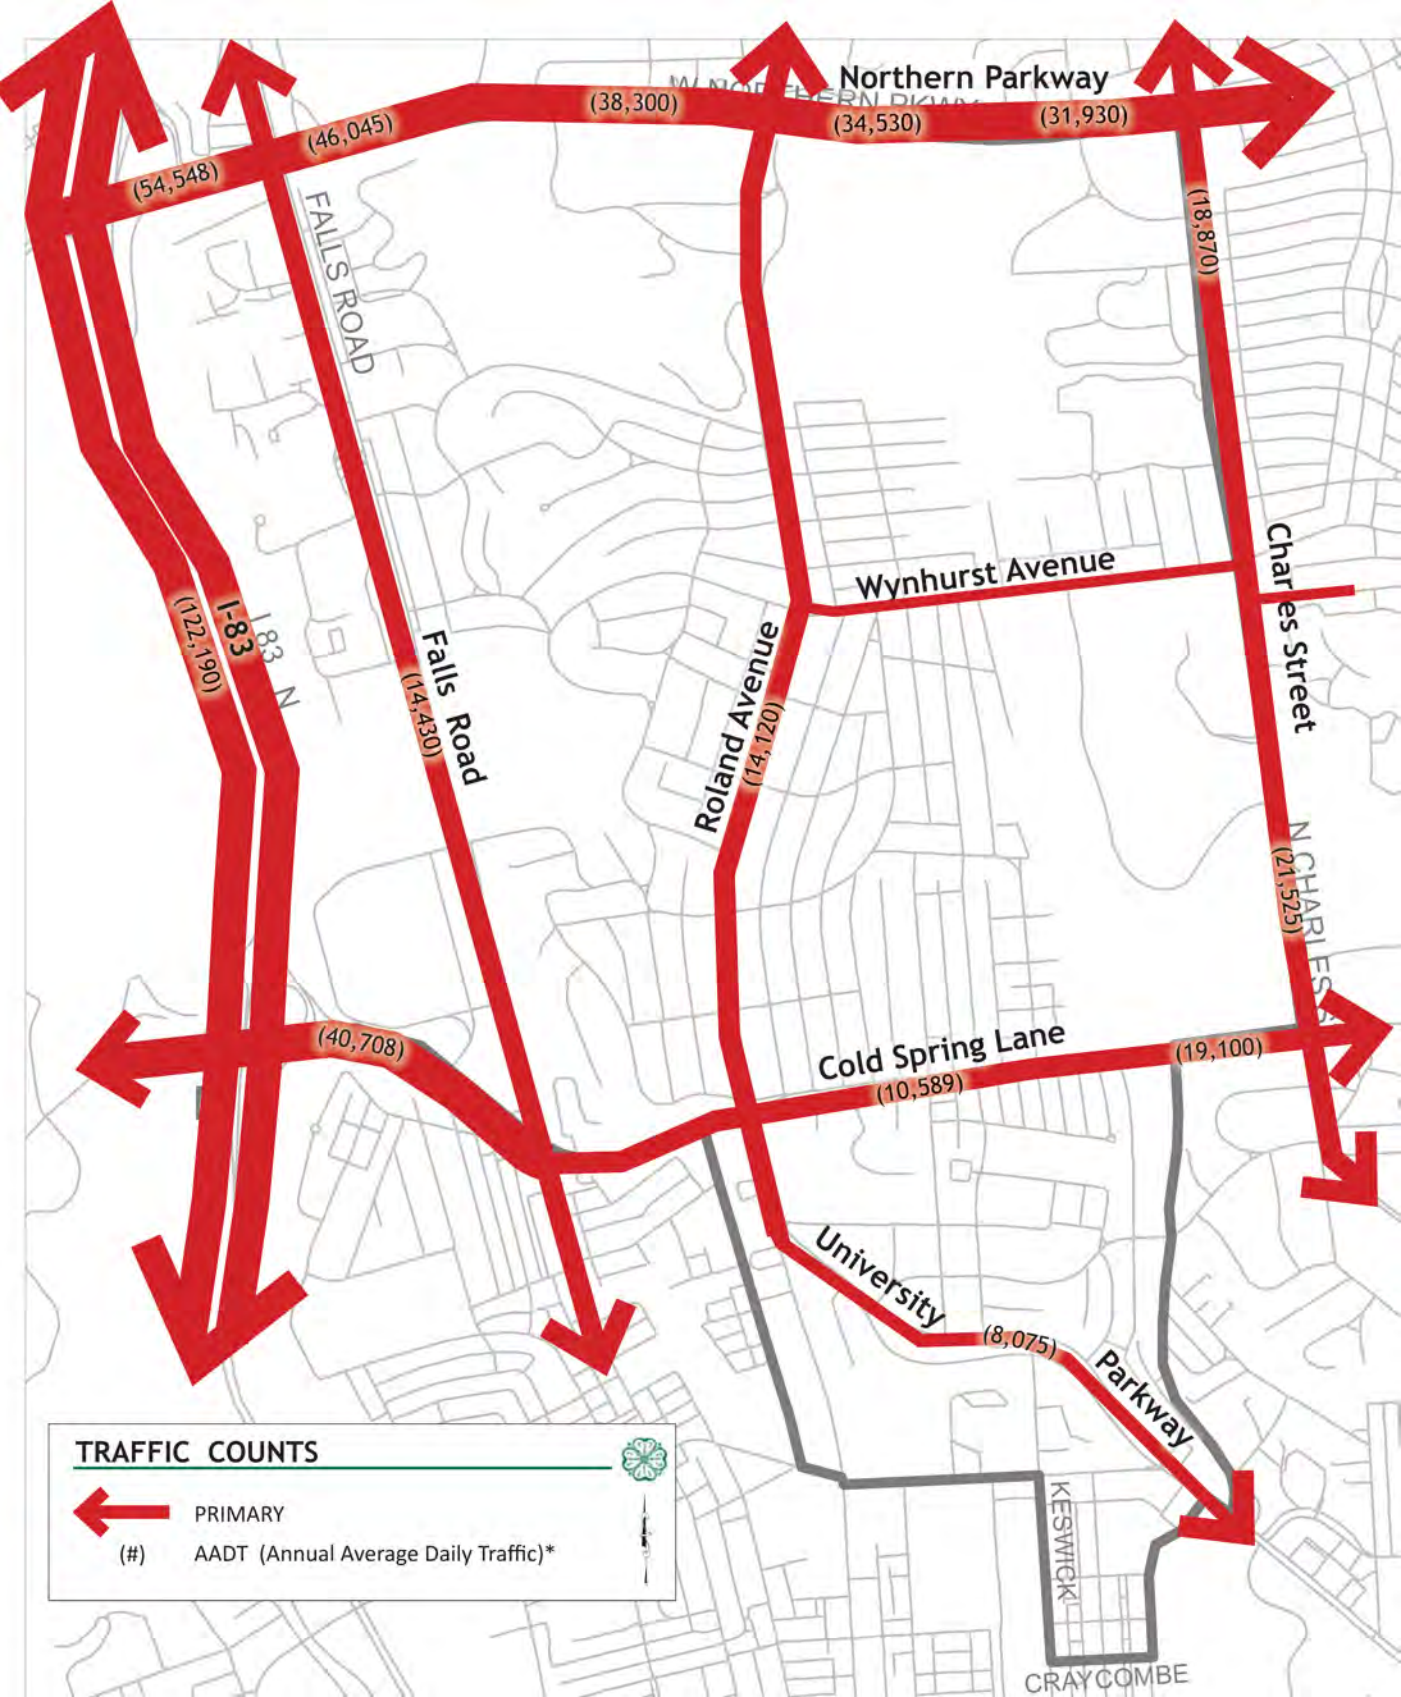 W NORTHERN PKWY
Northern Parkway
(38,300)
(34,530)
(31,930)
(46,045)
(54,548)
(18,870)
FALLS ROAD
Wynhurst Avenue
Charles Street
(122,190)
I-83
I 83 N
Falls Road
(14,430)
Roland Avenue
(14,120)
N CHARLES S
(21,525)
(40,708)
Cold Spring Lane
(10,589)
(19,100)
University
(8,075)
Parkway
TRAFFIC COUNTS
PRIMARY
(#) AADT (Annual Average Daily Traffic)*
KESWICK
CRAYCOMBE